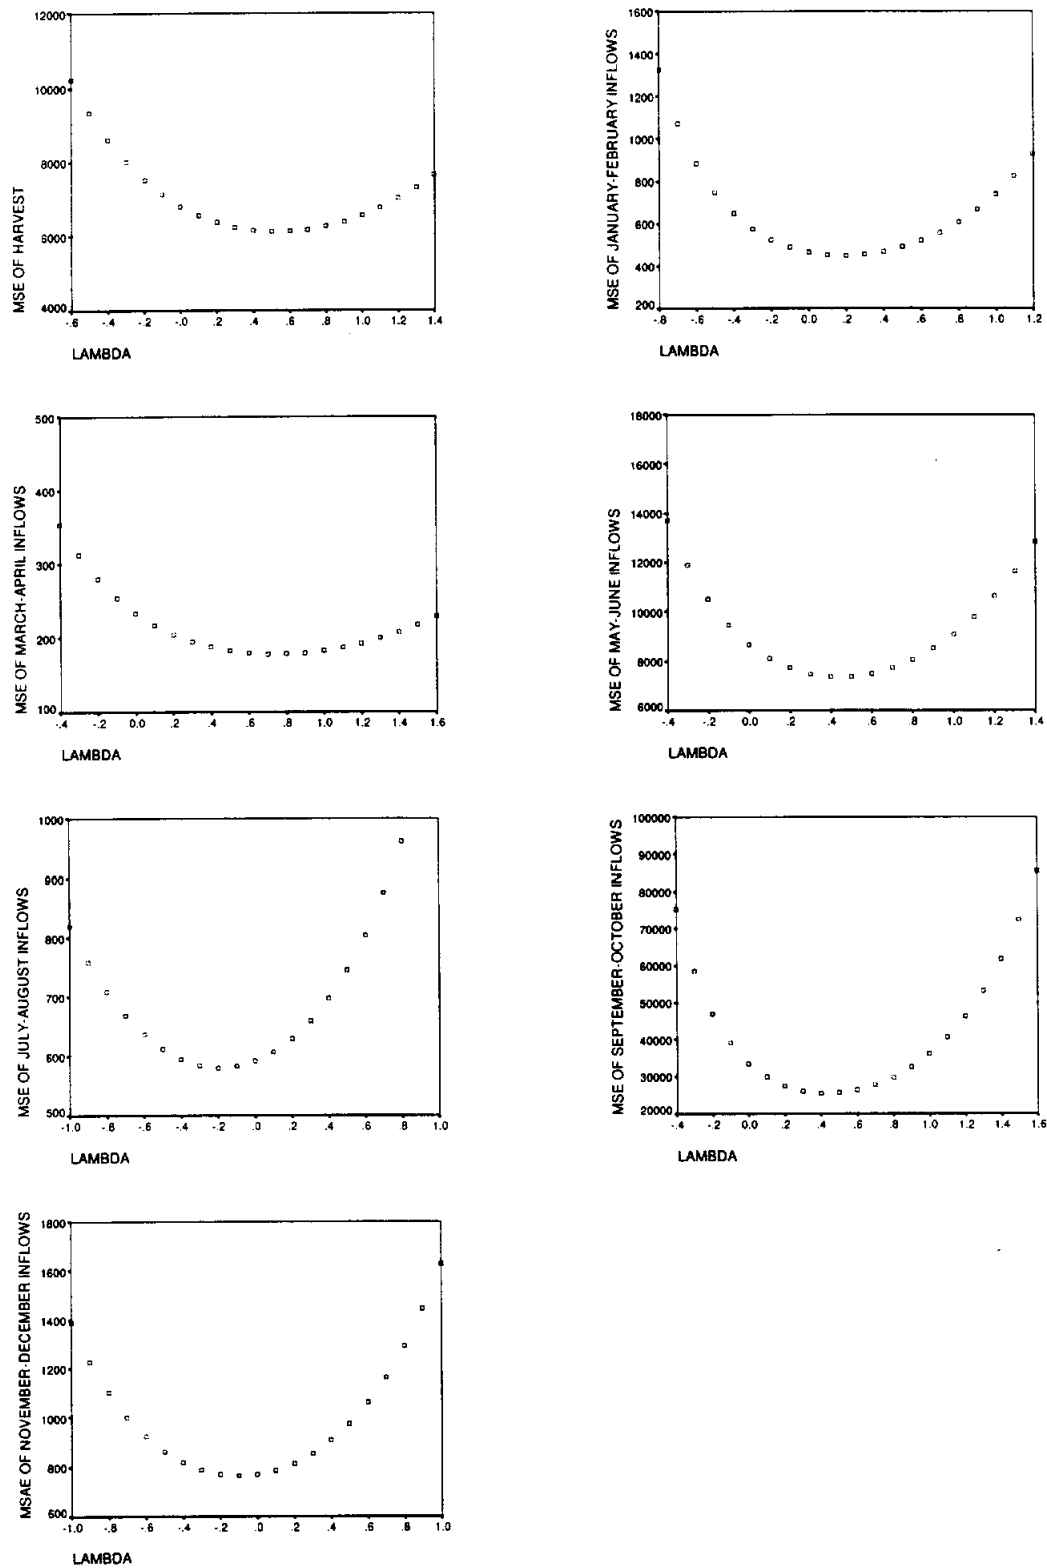 12000
10000
8000
6000
4000
MSE OF HARVEST
-.6 -.4 -.2 -.0 .2 .4 .6 .8 1.0 1.2 1.4
LAMBDA
1600
1400
1200
1000
800
600
400
200
MSE OF JANUARY-FEBRUARY INFLOWS
-.8 -.6 -.4 -.2 0.0 .2 .4 .6 .8 1.0 1.2
LAMBDA
500
400
300
200
100
MSE OF MARCH-APRIL INFLOWS
-.4 -.2 0.0 .2 .4 .6 .8 1.0 1.2 1.4 1.6
LAMBDA
18000
16000
14000
12000
10000
8000
6000
MSE OF MAY-JUNE INFLOWS
-.4 -.2 0.0 .2 .4 .6 .8 1.0 1.2 1.4
LAMBDA
1000
900
800
700
600
500
MSE OF JULY-AUGUST INFLOWS
-1.0 -.8 -.6 -.4 -.2 .0 .2 .4 .6 .8 1.0
LAMBDA
100000
90000
80000
70000
60000
50000
40000
30000
20000
MSE OF SEPTEMBER-OCTOBER INFLOWS
-.4 -.2 0.0 .2 .4 .6 .8 1.0 1.2 1.4 1.6
LAMBDA
1800
1600
1400
1200
1000
800
600
MSAE OF NOVEMBER-DECEMBER INFLOWS
-1.0 -.8 -.6 -.4 -.2 .0 .2 .4 .6 .8 1.0
LAMBDA